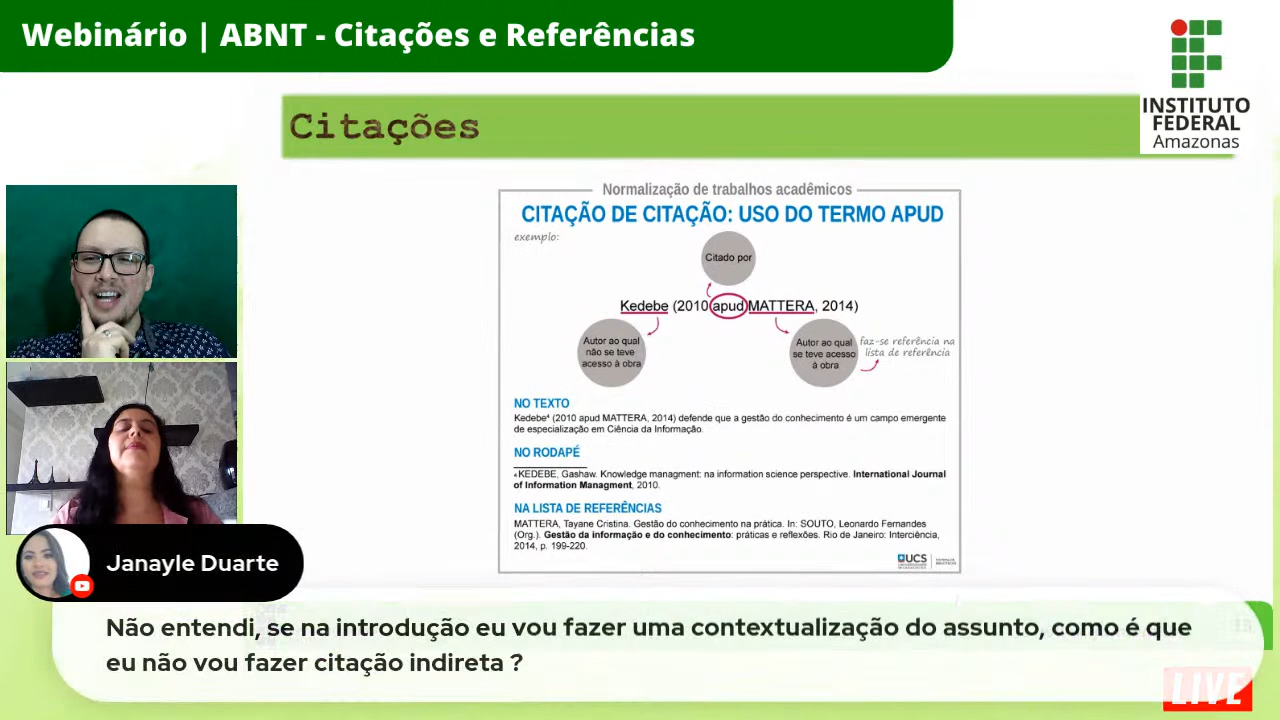 Webinário | ABNT - Citações e Referências
INSTITUTO
FEDERAL
Amazonas
Citações
Normalização de trabalhos acadêmicos
CITAÇÃO DE CITAÇÃO: USO DO TERMO APUD
exemplo:
Citado por
Kedebe (2010 apud MATTERA, 2014)
Autor ao qual
não se teve
acesso à obra
Autor ao qual
se teve acesso
à obra
faz-se referência na
lista de referência
NO TEXTO
Kedebe⁴ (2010 apud MATTERA, 2014) defende que a gestão do conhecimento é um campo emergente
de especialização em Ciência da Informação.
NO RODAPÉ
⁴ KEDEBE, Gashaw. Knowledge managment: na information science perspective. International Journal
of Information Managment, 2010.
NA LISTA DE REFERÊNCIAS
MATTERA, Tayane Cristina. Gestão do conhecimento na prática. In: SOUTO, Leonardo Fernandes
(Org.). Gestão da informação e do conhecimento: práticas e reflexões. Rio de Janeiro: Interciência,
2014, p. 199-220.
UCS
Janayle Duarte
Não entendi, se na introdução eu vou fazer uma contextualização do assunto, como é que
eu não vou fazer citação indireta ?
LIVE